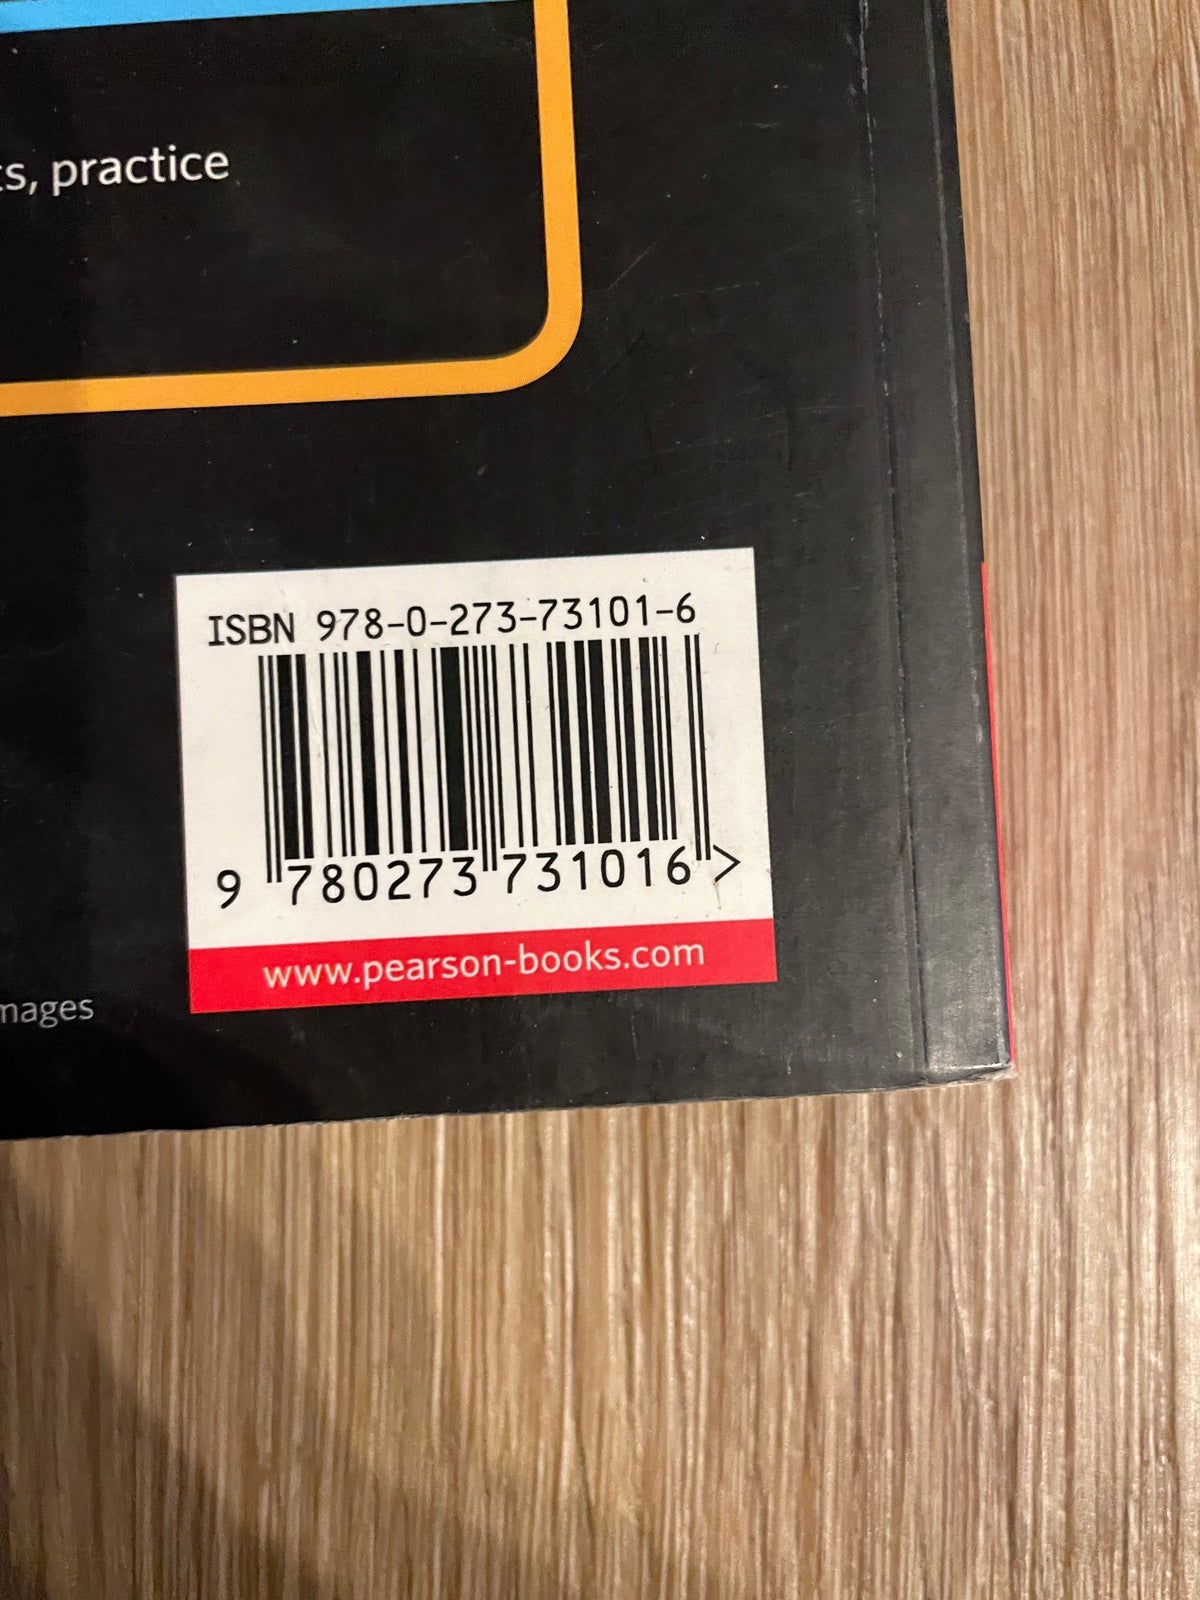 ts, practice
ISBN 978-0-273-73101-6
9 780273 731016 >
www.pearson-books.com
mages